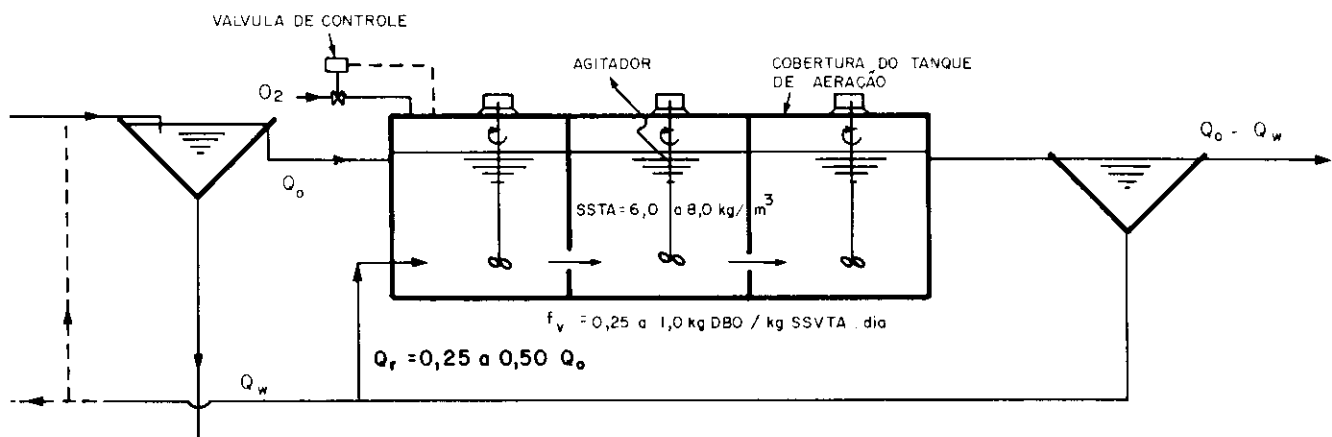 VALVULA DE CONTROLE
AGITADOR
COBERTURA DO TANQUE
DE AERAÇÃO
O2
Qo
Qo - Qw
SSTA = 6,0 a 8,0 kg/m³
fv = 0,25 a 1,0 kg DBO / kg SSVTA . dia
Qr = 0,25 a 0,50 Qo
Qw